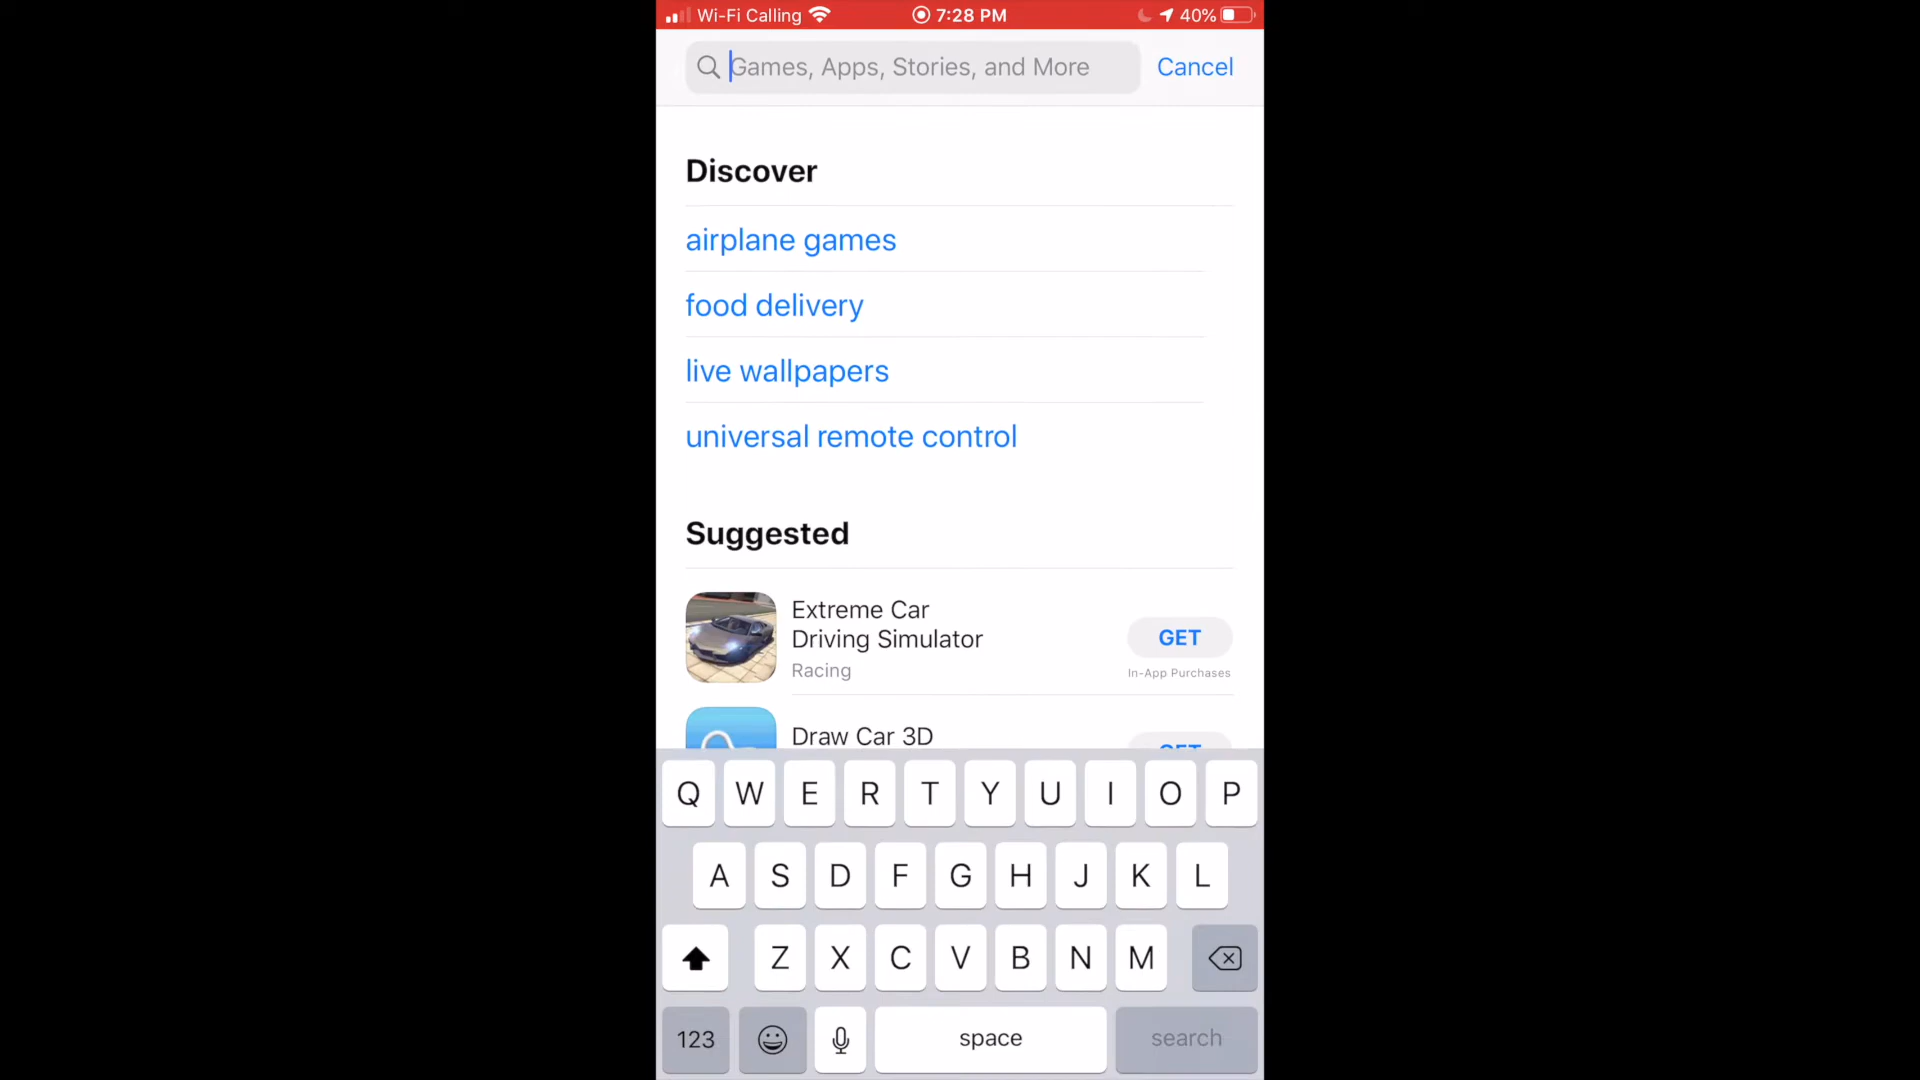 Wi-Fi Calling 7:28 PM 40%
Games, Apps, Stories, and More Cancel
Discover
airplane games
food delivery
live wallpapers
universal remote control
Suggested
Extreme Car
Driving Simulator
GET
Racing
In-App Purchases
Draw Car 3D
GET
Q W E R T Y U I O P
A S D F G H J K L
Z X C V B N M
123 space search